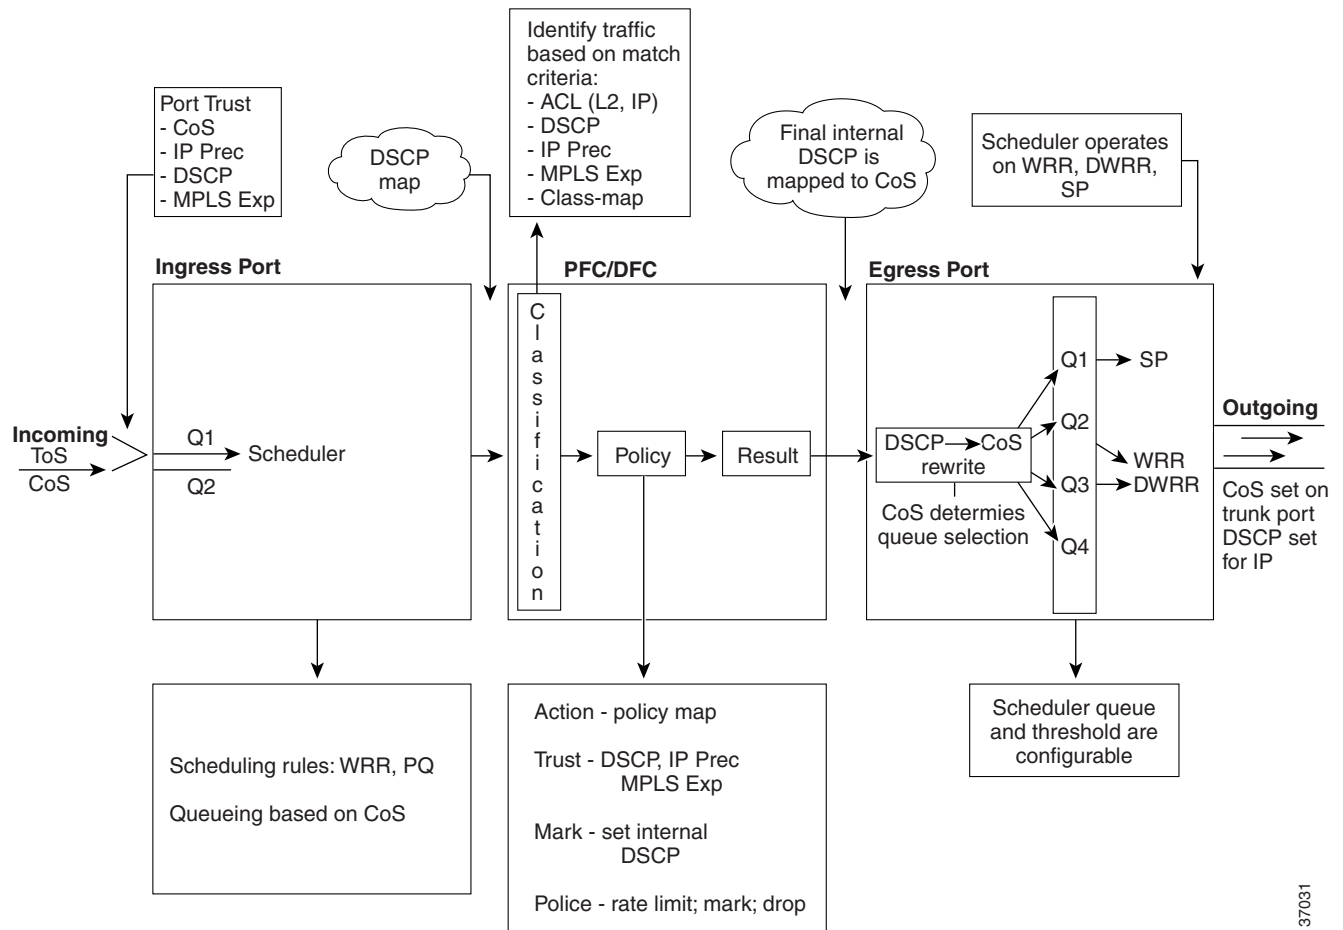 Port Trust
- CoS
- IP Prec
- DSCP
- MPLS Exp
DSCP
map
Identify traffic
based on match
criteria:
- ACL (L2, IP)
- DSCP
- IP Prec
- MPLS Exp
- Class-map
Final internal
DSCP is
mapped to CoS
Scheduler operates
on WRR, DWRR,
SP
Ingress Port
PFC/DFC
Egress Port
Incoming
ToS
CoS
Q1
Q2
Scheduler
Classification
Policy
Result
DSCP CoS
rewrite
CoS determies
queue selection
Q1
Q2
Q3
Q4
SP
WRR
DWRR
Outgoing
CoS set on
trunk port
DSCP set
for IP
Scheduling rules: WRR, PQ
Queueing based on CoS
Action - policy map
Trust - DSCP, IP Prec
MPLS Exp
Mark - set internal
DSCP
Police - rate limit; mark; drop
Scheduler queue
and threshold are
configurable
37031